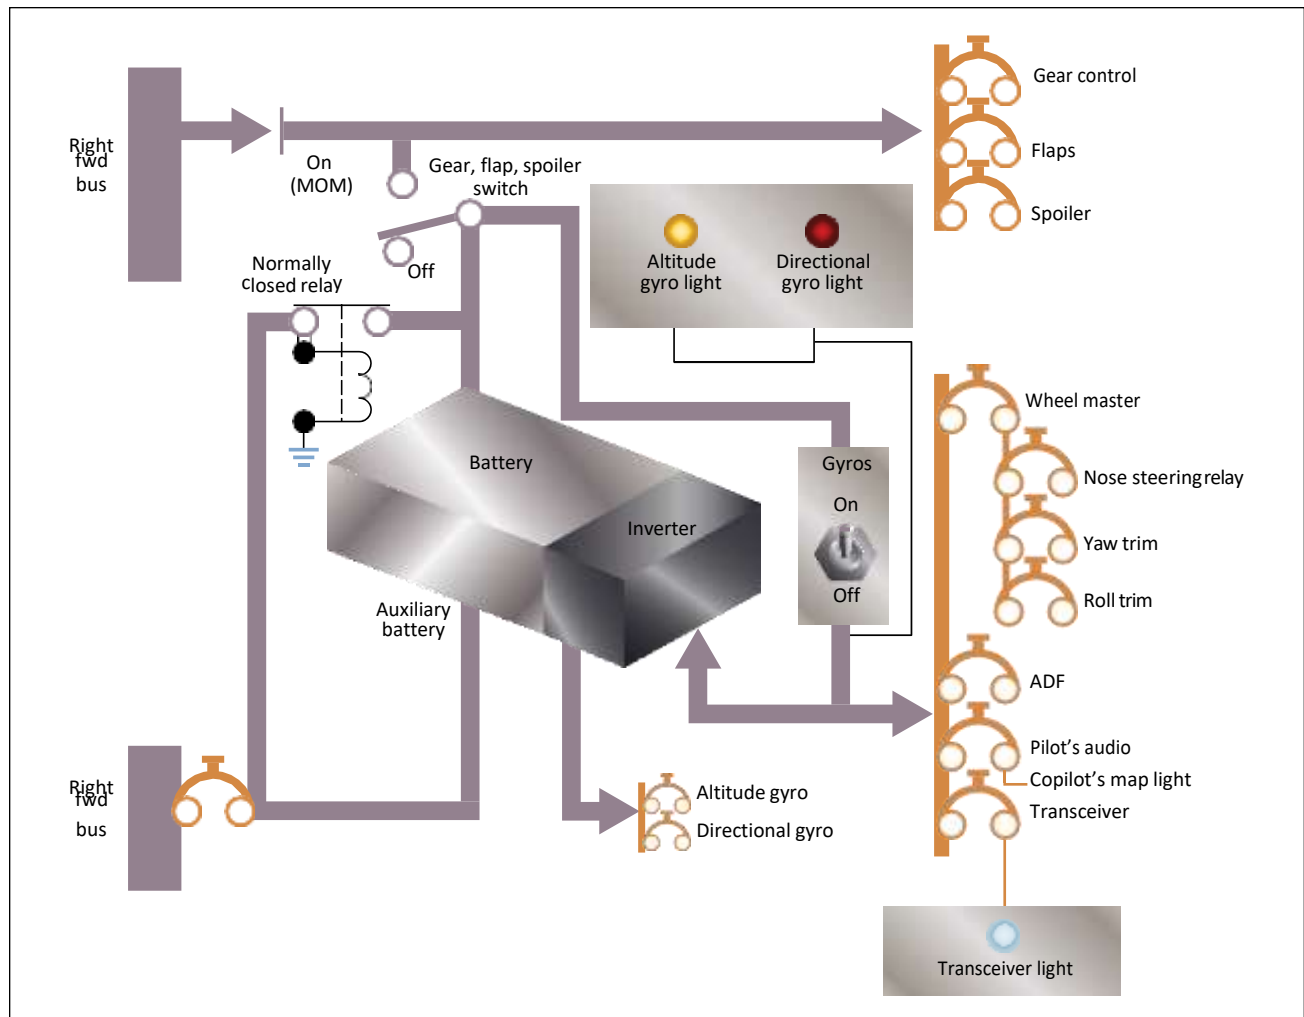 Right
fwd
bus
On
(MOM)
Gear, flap, spoiler
switch
Off
Normally
closed relay
Altitude
gyro light
Directional
gyro light
Gear control
Flaps
Spoiler
Battery
Inverter
Auxiliary
battery
Gyros
On
Off
Wheel master
Nose steering relay
Yaw trim
Roll trim
ADF
Pilot’s audio
Copilot’s map light
Transceiver
Right
fwd
bus
Altitude gyro
Directional gyro
Transceiver light